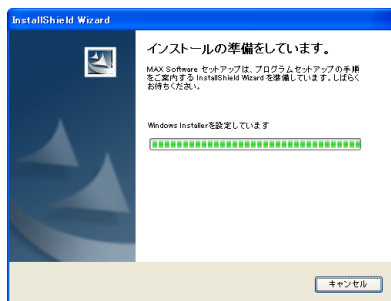 InstallShield Wizard
インストールの準備をしています。
MAX Software セットアップは、プログラムセットアップの手順
をご案内する InstallShield Wizard を準備しています。しばらく
お待ちください。
Windows Installerを設定しています
キャンセル